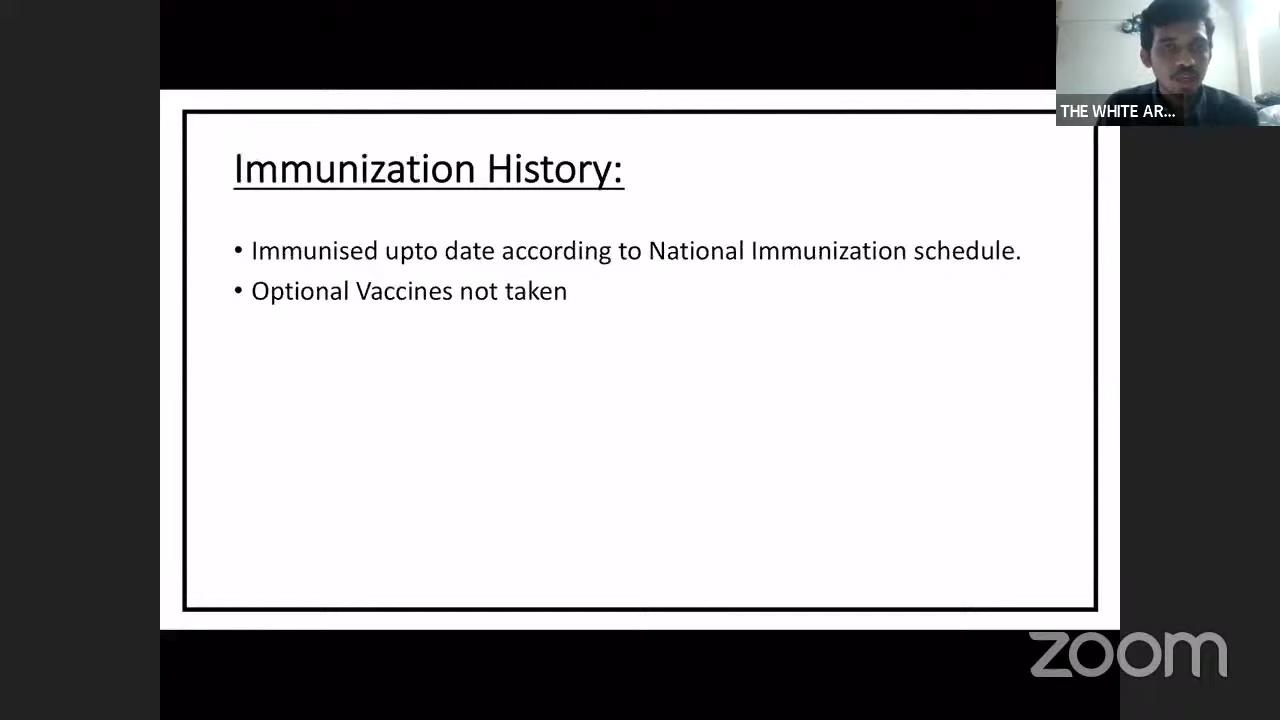 THE WHITE AR...
Immunization History:
• Immunised upto date according to National Immunization schedule.
• Optional Vaccines not taken
zoom